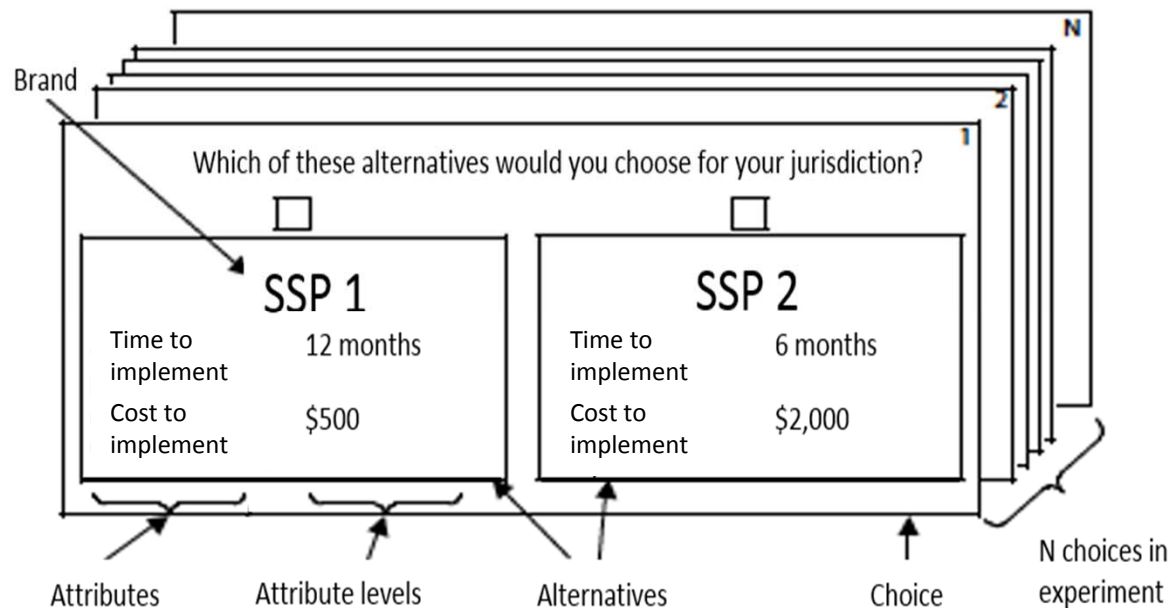 N
Brand
2
1
Which of these alternatives would you choose for your jurisdiction?
SSP 1
Time to
implement
12 months
Cost to
implement
$500
SSP 2
Time to
implement
6 months
Cost to
implement
$2,000
Attributes
Attribute levels
Alternatives
Choice
N choices in
experiment